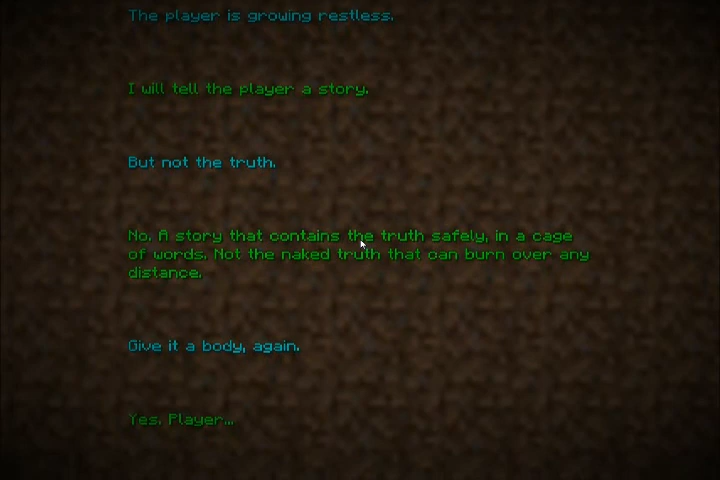 The player is growing restless.
I will tell the player a story.
But not the truth.
No. A story that contains the truth safely, in a cage
of words. Not the naked truth that can burn over any
distance.
Give it a body, again.
Yes. Player...